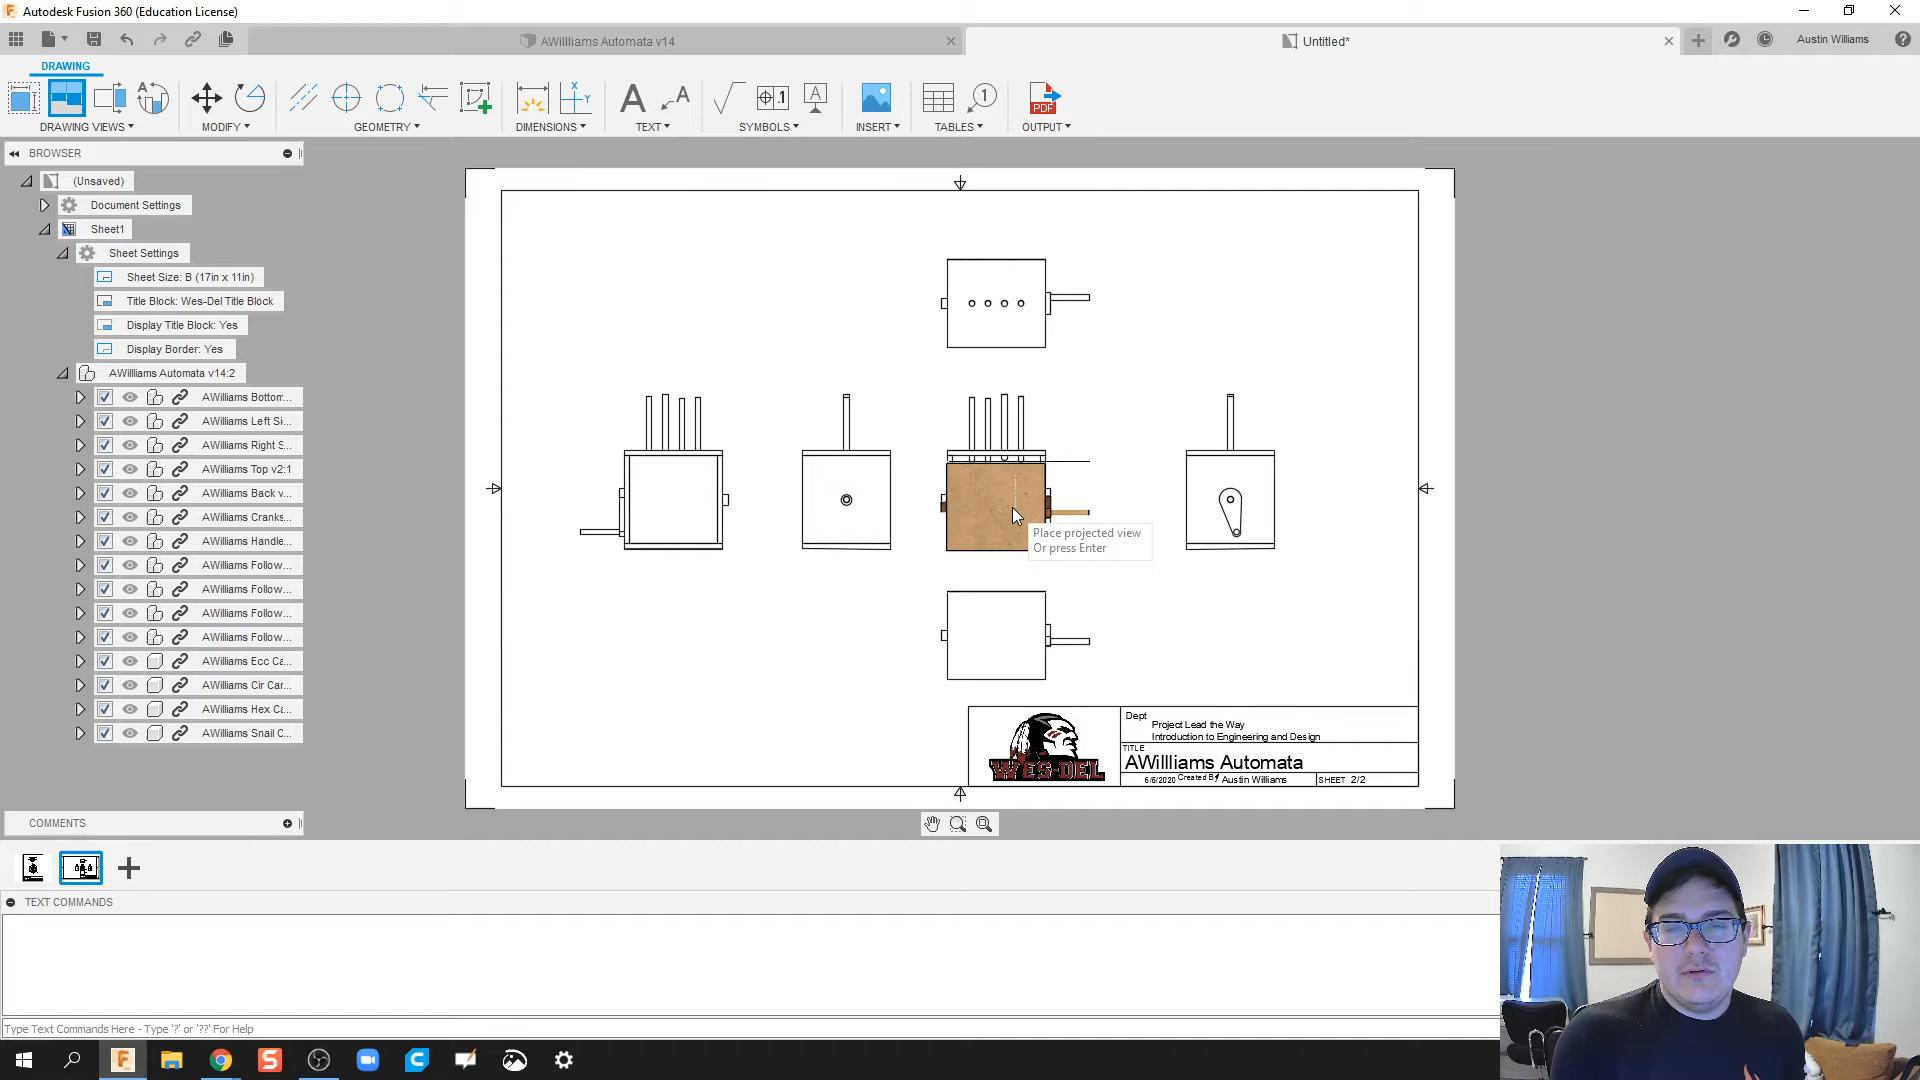 Autodesk Fusion 360 (Education License)
AWillliams Automata v14
Untitled*
Austin Williams
DRAWING
DRAWING VIEWS
MODIFY
GEOMETRY
DIMENSIONS
TEXT
SYMBOLS
INSERT
TABLES
OUTPUT
BROWSER
(Unsaved)
Document Settings
Sheet1
Sheet Settings
Sheet Size: B (17in x 11in)
Title Block: Wes-Del Title Block
Display Title Block: Yes
Display Border: Yes
AWillliams Automata v14:2
AWilliams Bottom...
AWilliams Left Si...
AWilliams Right S...
AWilliams Top v2:1
AWilliams Back v...
AWilliams Cranks...
AWilliams Handle...
AWilliams Follow...
AWilliams Follow...
AWilliams Follow...
AWilliams Follow...
AWilliams Ecc Ca...
AWilliams Cir Car...
AWilliams Hex Ca...
AWilliams Snail C...
Place projected view
Or press Enter
WES-DEL
Dept
Project Lead the Way
Introduction to Engineering and Design
TITLE
AWillliams Automata
6/6/2020 Created By Austin Williams
SHEET 2/2
COMMENTS
TEXT COMMANDS
Type Text Commands Here - Type '?' or '??' For Help